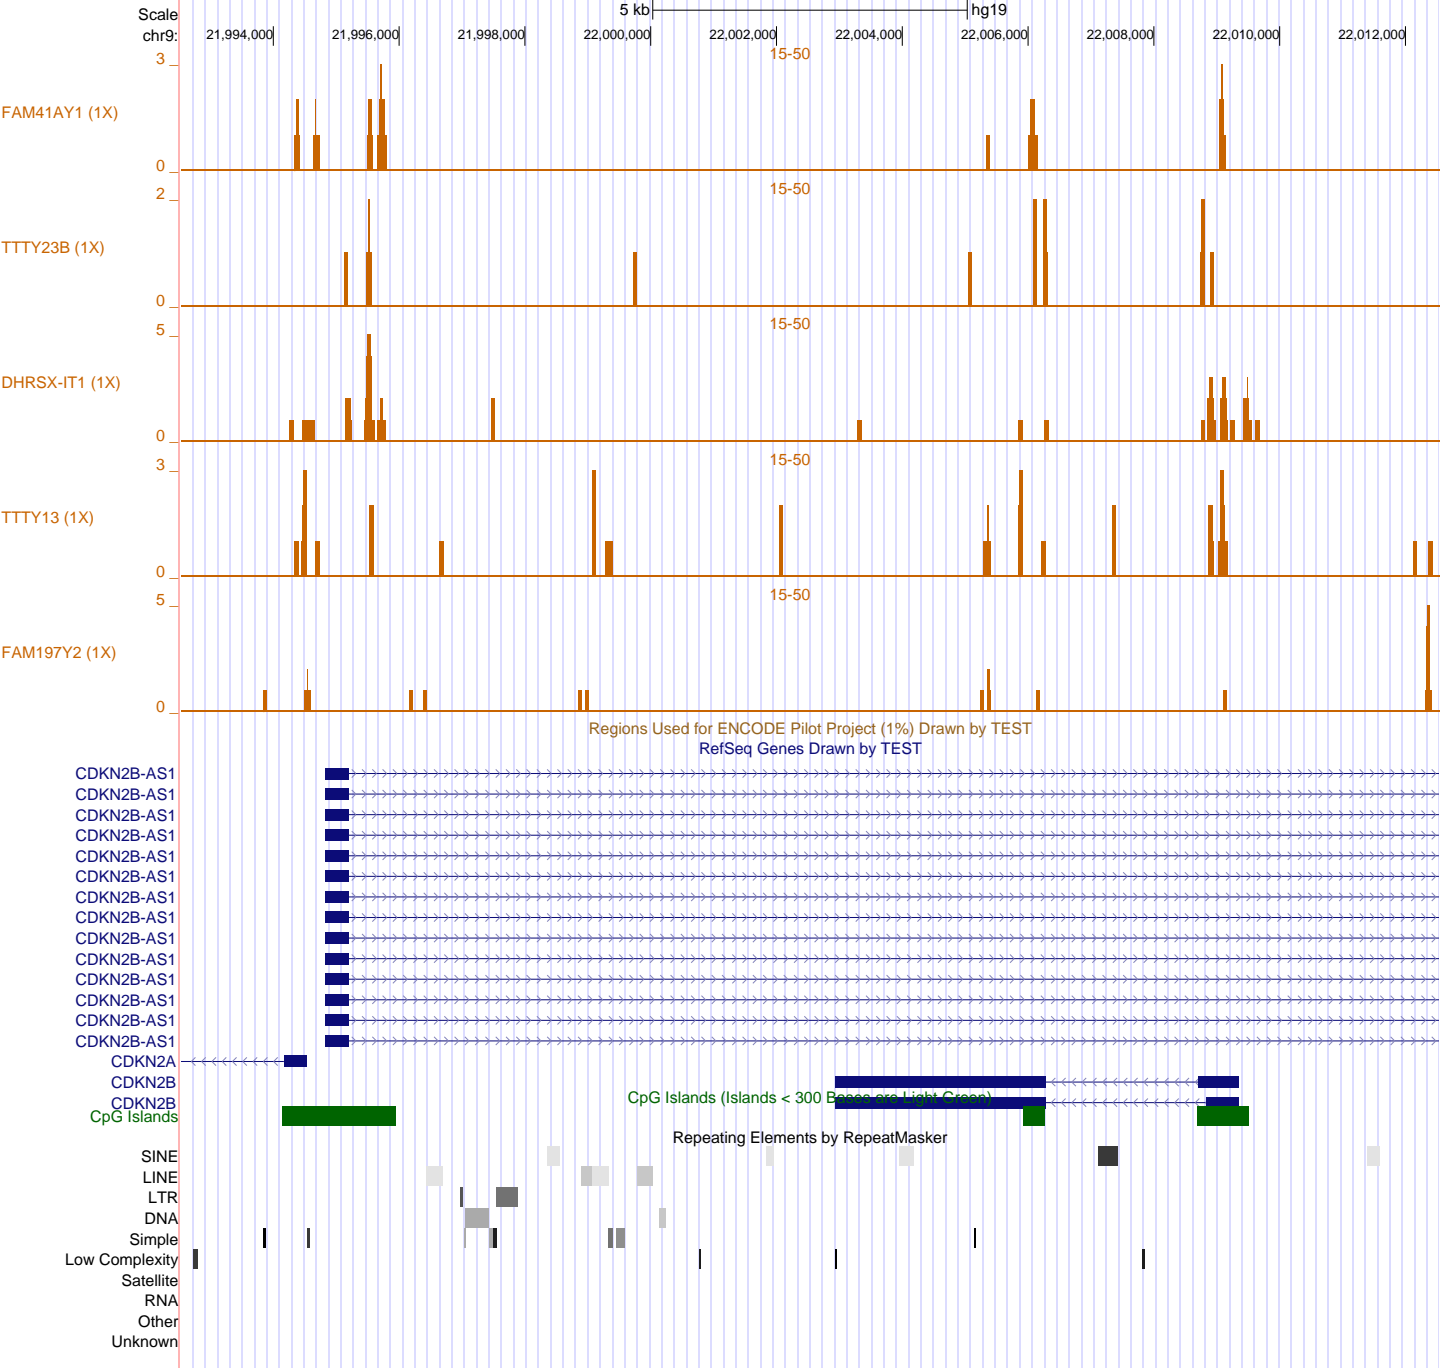 Scale 5 kb hg19
chr9: 21,994,000 21,996,000 21,998,000 22,000,000 22,002,000 22,004,000 22,006,000 22,008,000 22,010,000 22,012,000
15-50
3
FAM41AY1 (1X)
0
15-50
2
TTTY23B (1X)
0
15-50
5
DHRSX-IT1 (1X)
0
15-50
3
TTTY13 (1X)
0
15-50
5
FAM197Y2 (1X)
0
Regions Used for ENCODE Pilot Project (1%) Drawn by TEST
RefSeq Genes Drawn by TEST
CDKN2B-AS1
CDKN2B-AS1
CDKN2B-AS1
CDKN2B-AS1
CDKN2B-AS1
CDKN2B-AS1
CDKN2B-AS1
CDKN2B-AS1
CDKN2B-AS1
CDKN2B-AS1
CDKN2B-AS1
CDKN2B-AS1
CDKN2B-AS1
CDKN2B-AS1
CDKN2A
CDKN2B
CpG Islands (Islands < 300 Bases are Light Green)
CDKN2B
CpG Islands
Repeating Elements by RepeatMasker
SINE
LINE
LTR
DNA
Simple
Low Complexity
Satellite
RNA
Other
Unknown